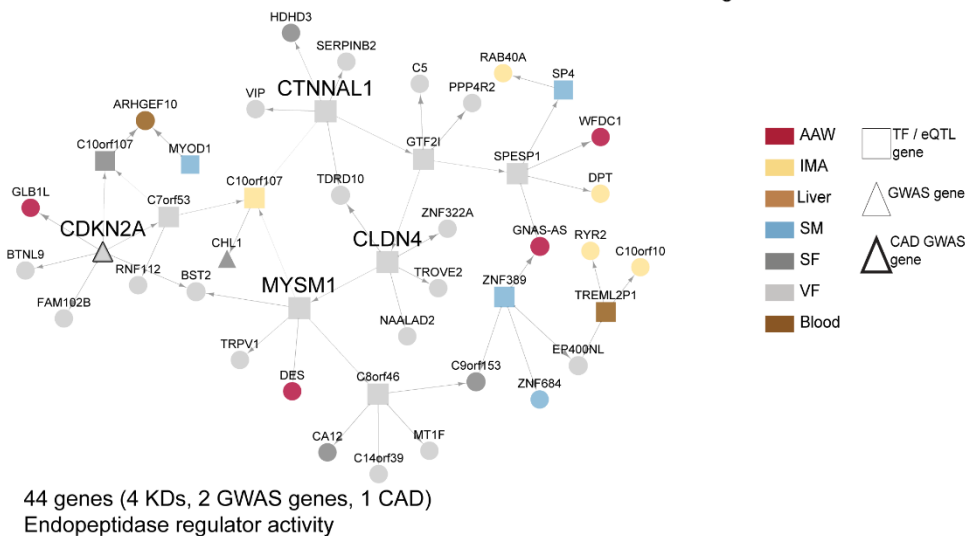 HDHD3
SERPINB2
CTNNAL1
VIP
C5
PPP4R2
RAB40A
SP4
ARHGEF10
C10orf107
MYOD1
GTF2I
SPESP1
WFDC1
AAW
TF / eQTL
gene
IMA
Liver
GWAS gene
SM
CAD GWAS
gene
SF
VF
Blood
GLB1L
C7orf53
C10orf107
TDRD10
DPT
CDKN2A
ZNF322A
CLDN4
GNAS-AS
RYR2
C10orf10
BTNL9
RNF112
CHL1
BST2
TROVE2
ZNF389
TREML2P1
FAM102B
MYSM1
NAALAD2
TRPV1
DES
C9orf153
EP400NL
C8orf46
ZNF684
CA12
MT1F
C14orf39
44 genes (4 KDs, 2 GWAS genes, 1 CAD)
Endopeptidase regulator activity